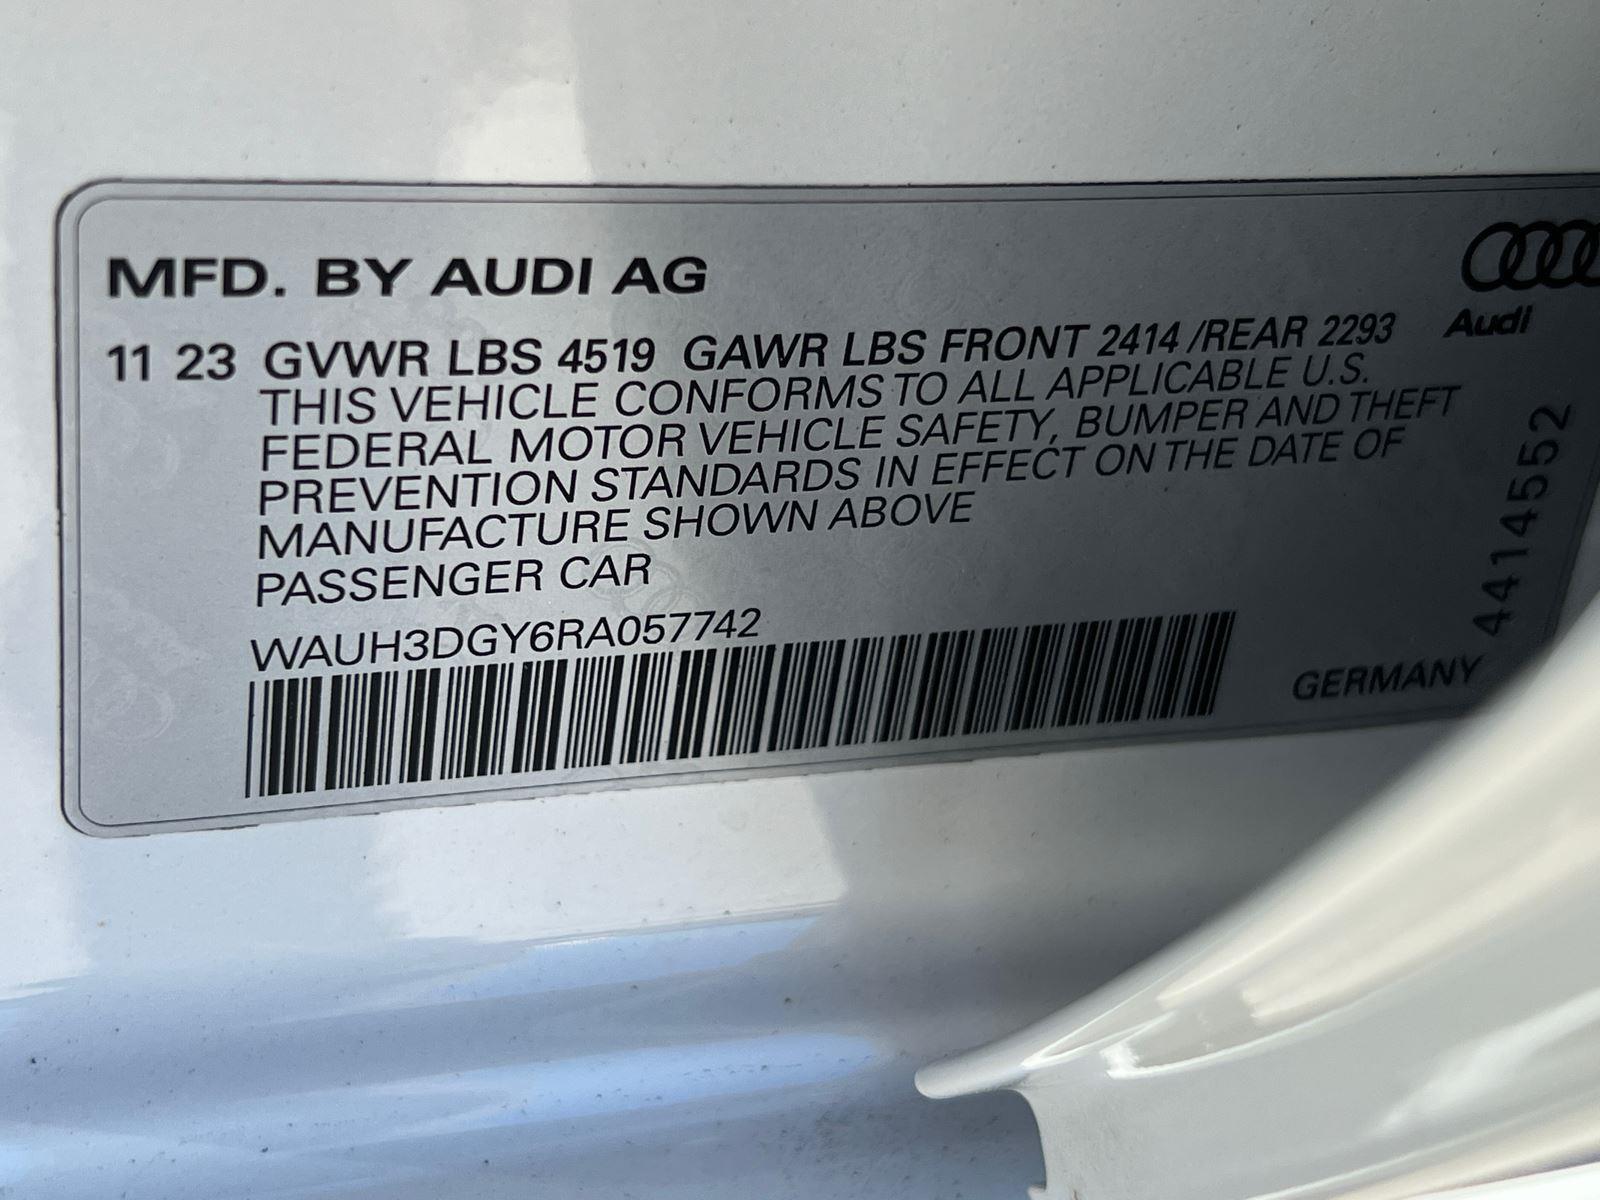 MFD. BY AUDI AG
Audi
11 23 GVWR LBS 4519 GAWR LBS FRONT 2414 /REAR 2293
THIS VEHICLE CONFORMS TO ALL APPLICABLE U.S.
FEDERAL MOTOR VEHICLE SAFETY, BUMPER AND THEFT
PREVENTION STANDARDS IN EFFECT ON THE DATE OF
MANUFACTURE SHOWN ABOVE
PASSENGER CAR
WAUH3DGY6RA057742
GERMANY
4414552